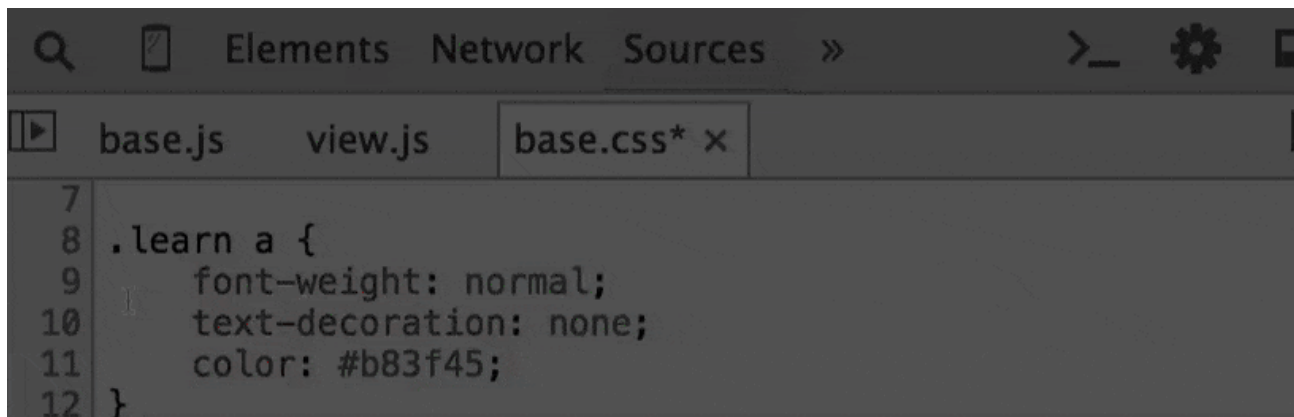 Elements Network Sources »
base.js view.js base.css* ×
7
8 .learn a {
9 font-weight: normal;
10 text-decoration: none;
11 color: #b83f45;
12 }